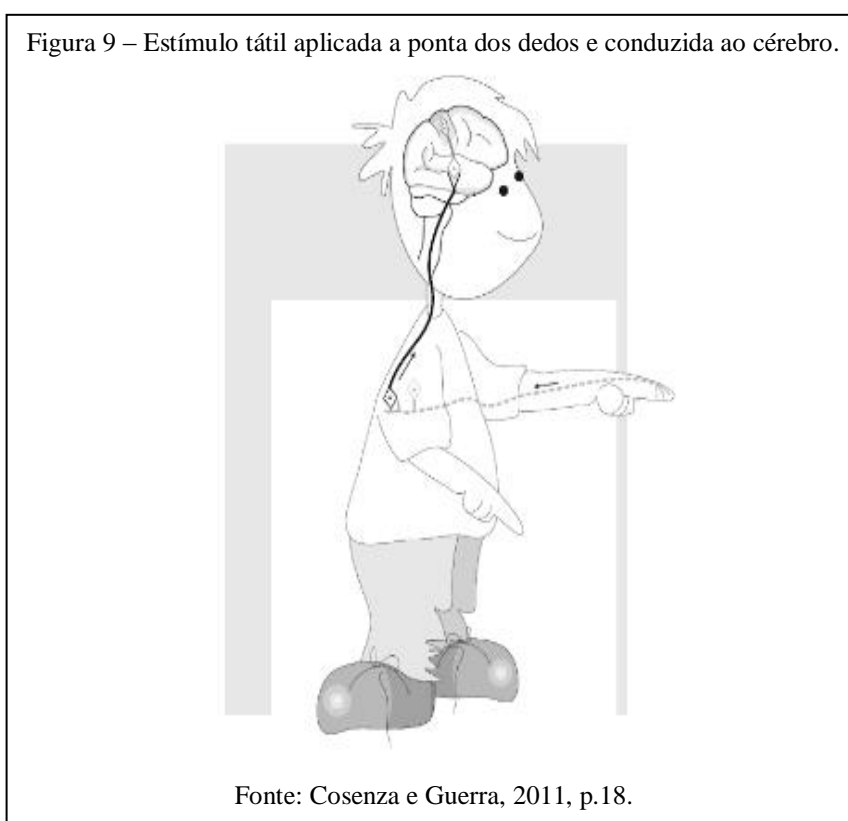 Figura 9 – Estímulo tátil aplicada a ponta dos dedos e conduzida ao cérebro.
Fonte: Cosenza e Guerra, 2011, p.18.